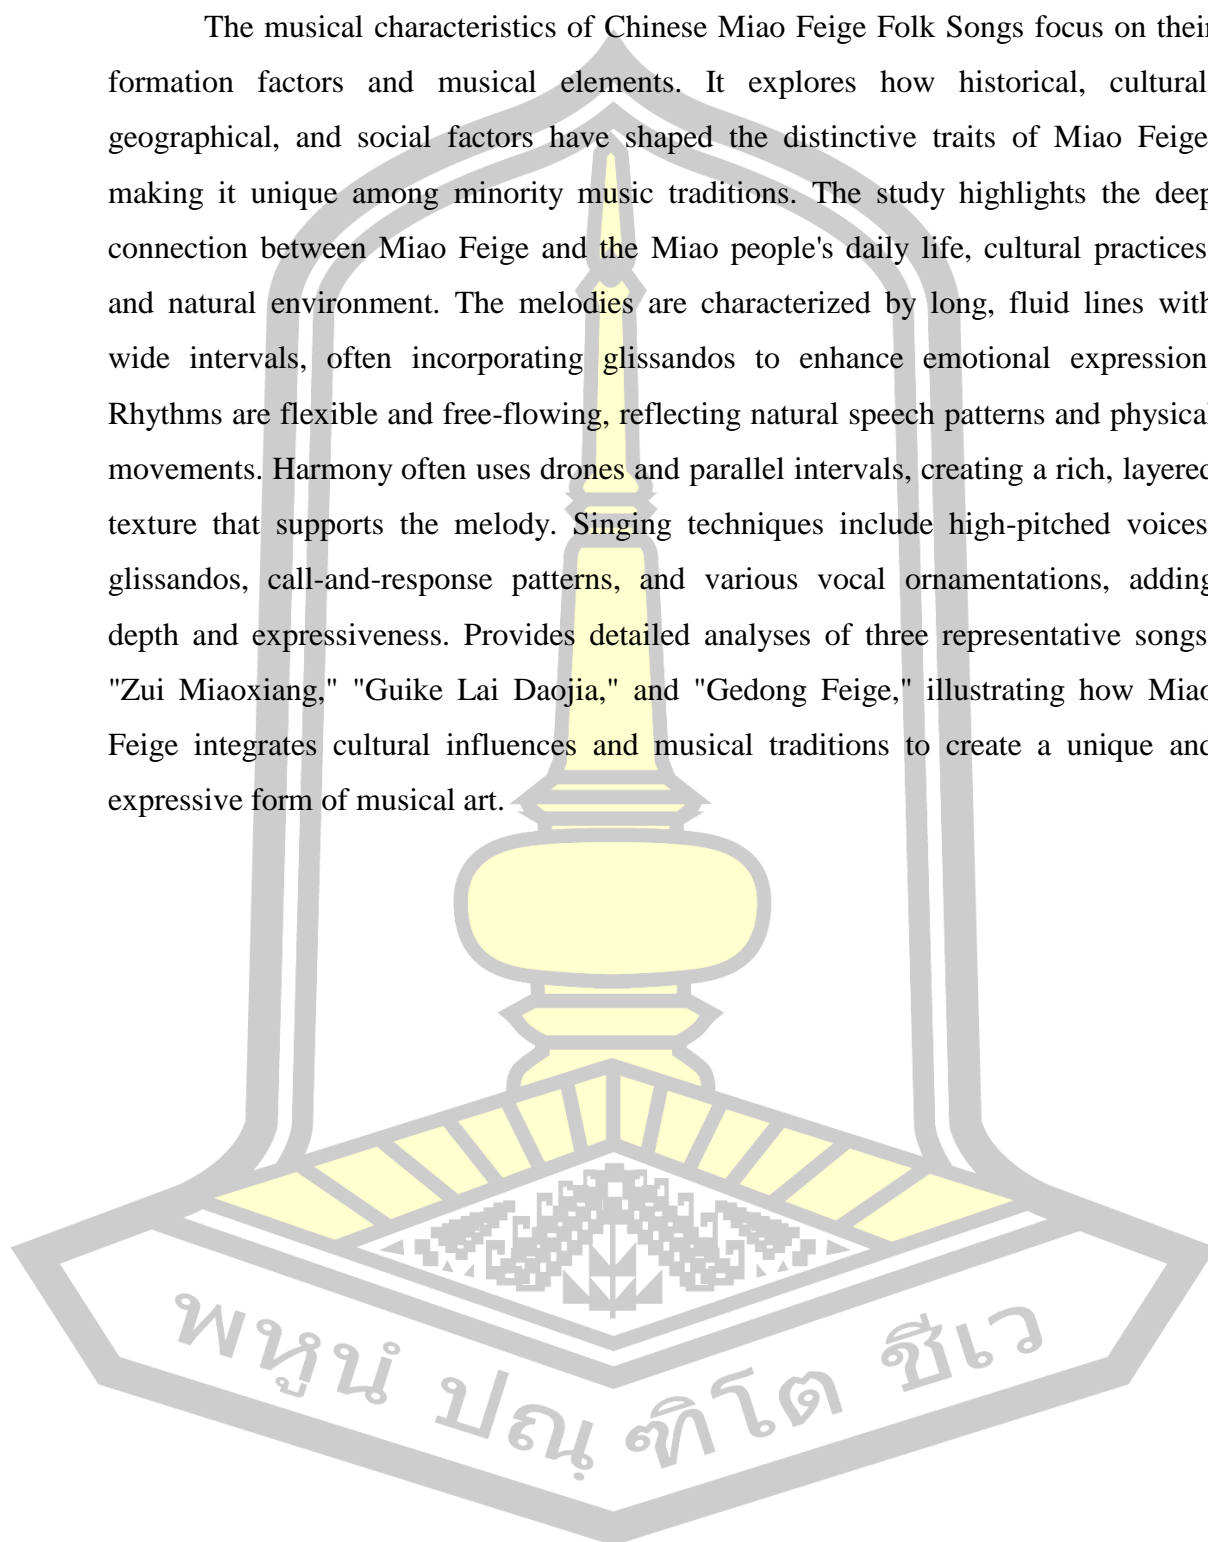 The musical characteristics of Chinese Miao Feige Folk Songs focus on their
formation factors and musical elements. It explores how historical, cultural
geographical, and social factors have shaped the distinctive traits of Miao Feige
making it unique among minority music traditions. The study highlights the deep
connection between Miao Feige and the Miao people's daily life, cultural practices
and natural environment. The melodies are characterized by long, fluid lines with
wide intervals, often incorporating glissandos to enhance emotional expression
Rhythms are flexible and free-flowing, reflecting natural speech patterns and physical
movements. Harmony often uses drones and parallel intervals, creating a rich, layered
texture that supports the melody. Singing techniques include high-pitched voices
glissandos, call-and-response patterns, and various vocal ornamentations, adding
depth and expressiveness. Provides detailed analyses of three representative songs
"Zui Miaoxiang," "Guike Lai Daojia," and "Gedong Feige," illustrating how Miao
Feige integrates cultural influences and musical traditions to create a unique and
expressive form of musical art.
พหูนํ ปณฺฑิโต ชีเว